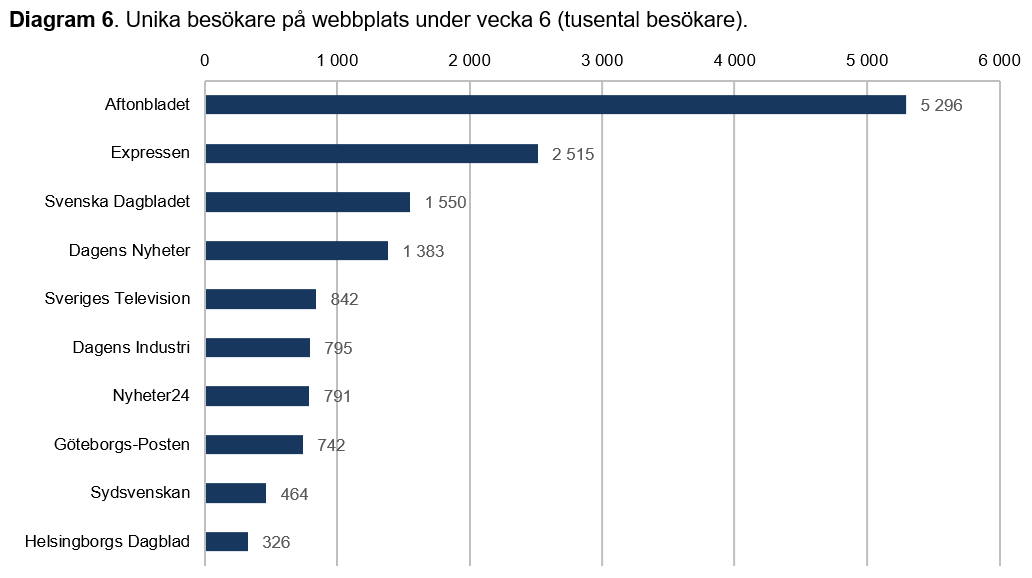 Diagram 6. Unika besökare på webbplats under vecka 6 (tusental besökare).
0 1 000 2 000 3 000 4 000 5 000 6 000
Aftonbladet 5 296
Expressen 2 515
Svenska Dagbladet 1 550
Dagens Nyheter 1 383
Sveriges Television 842
Dagens Industri 795
Nyheter24 791
Göteborgs-Posten 742
Sydsvenskan 464
Helsingborgs Dagblad 326